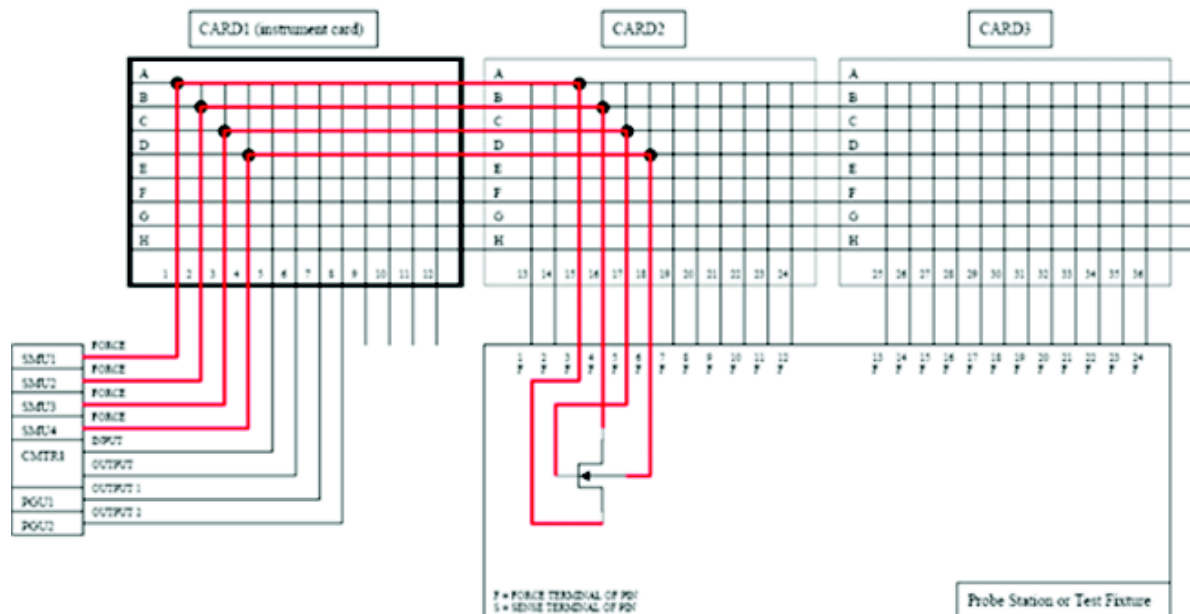 CARD1 (instrument card)
CARD2
CARD3
A
B
C
D
E
F
G
H
A
B
C
D
E
F
G
H
A
B
C
D
E
F
G
H
1 2 3 4 5 6 7 8 9 10 11 12
13 14 15 16 17 18 19 20 21 22 23 24
25 26 27 28 29 30 31 32 33 34 35 36
SMU1 FORCE
SMU2 FORCE
SMU3 FORCE
SMU4 FORCE
CMTR1 INPUT
OUTPUT
PGU1 OUTPUT 1
PGU2 OUTPUT 2
1 2 3 4 5 6 7 8 9 10 11 12
F F F F F F F F F F F F
13 14 15 16 17 18 19 20 21 22 23 24
F F F F F F F F F F F F
F = FORCE TERMINAL OF PIN
S = SENSE TERMINAL OF PIN
Probe Station or Test Fixture